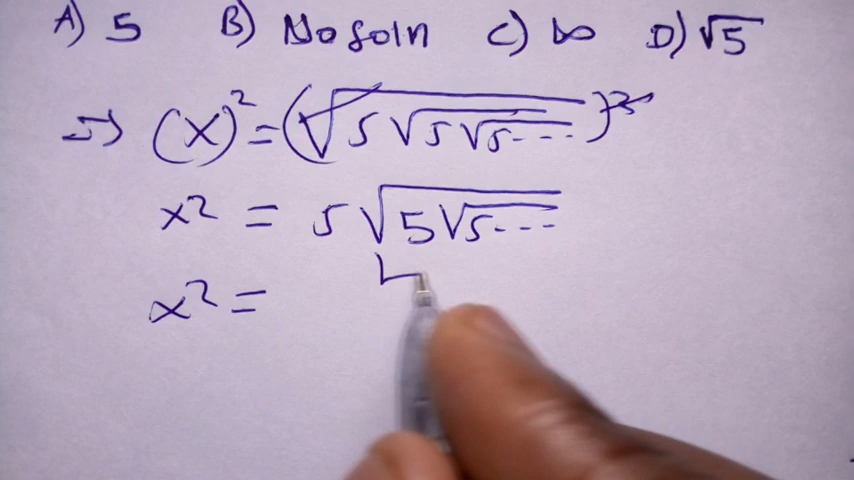 A) 5 B) No soln C) ∞ D) √5
=> (x)² = (√5√5√5---)²
x² = 5√5√5---
x² =